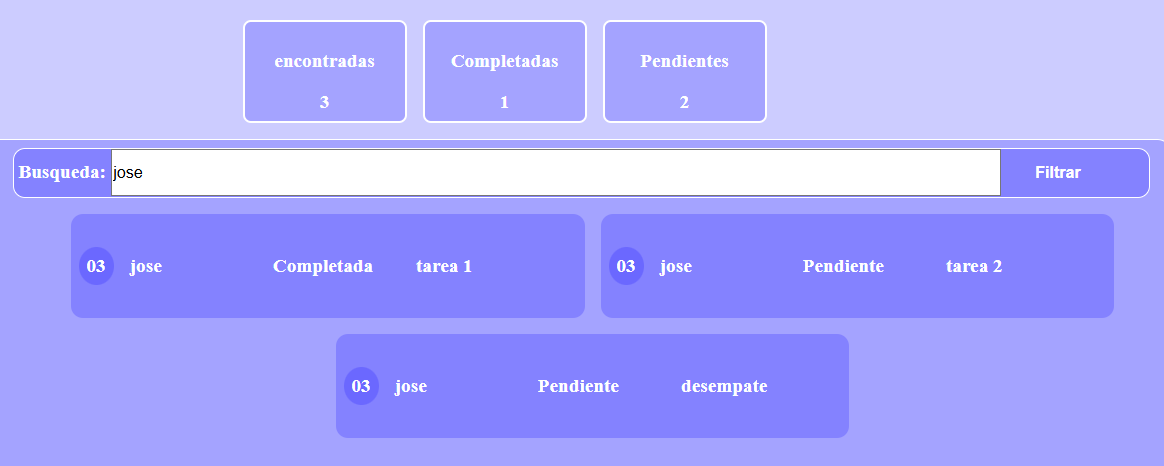 encontradas Completadas Pendientes
3 1 2
Busqueda: jose Filtrar
03 jose Completada tarea 1
03 jose Pendiente tarea 2
03 jose Pendiente desempate